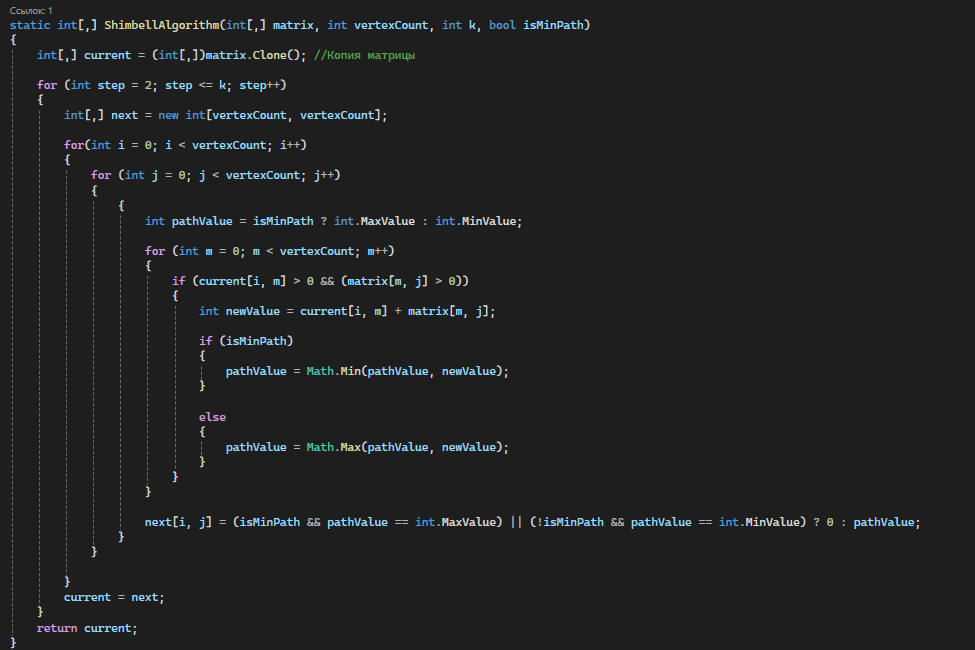 Ссылок: 1
static int[,] ShimbellAlgorithm(int[,] matrix, int vertexCount, int k, bool isMinPath)
{
    int[,] current = (int[,])matrix.Clone(); //Копия матрицы

    for (int step = 2; step <= k; step++)
    {
        int[,] next = new int[vertexCount, vertexCount];

        for(int i = 0; i < vertexCount; i++)
        {
            for (int j = 0; j < vertexCount; j++)
            {
                {
                    int pathValue = isMinPath ? int.MaxValue : int.MinValue;

                    for (int m = 0; m < vertexCount; m++)
                    {
                        if (current[i, m] > 0 && (matrix[m, j] > 0))
                        {
                            int newValue = current[i, m] + matrix[m, j];

                            if (isMinPath)
                            {
                                pathValue = Math.Min(pathValue, newValue);
                            }

                            else
                            {
                                pathValue = Math.Max(pathValue, newValue);
                            }
                        }
                    }

                    next[i, j] = (isMinPath && pathValue == int.MaxValue) || (!isMinPath && pathValue == int.MinValue) ? 0 : pathValue;
                }
            }

        }
        current = next;
    }
    return current;
}